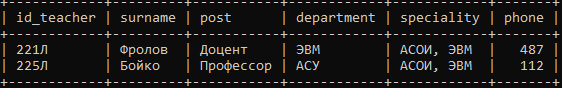 +------------+---------+-----------+------------+------------+-------+
| id_teacher | surname | post      | department | speciality | phone |
+------------+---------+-----------+------------+------------+-------+
| 221Л       | Фролов  | Доцент    | ЭВМ        | АСОИ, ЭВМ  |   487 |
| 225Л       | Бойко   | Профессор | АСУ        | АСОИ, ЭВМ  |   112 |
+------------+---------+-----------+------------+------------+-------+